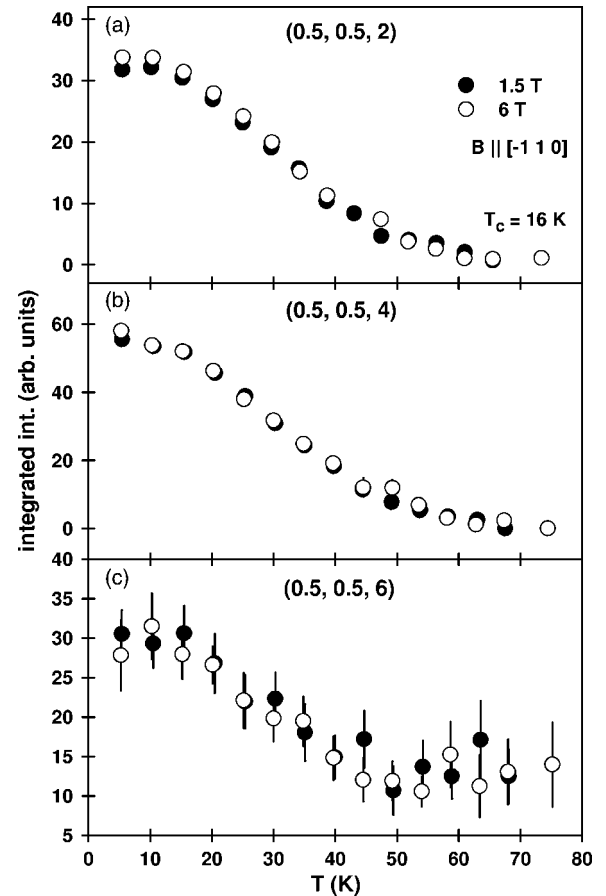 (a)
(0.5, 0.5, 2)
1.5 T
6 T
B || [-1 1 0]
T_c = 16 K
40
30
20
10
0
(b)
(0.5, 0.5, 4)
60
40
20
0
integrated int. (arb. units)
(c)
(0.5, 0.5, 6)
40
35
30
25
20
15
10
5
0 10 20 30 40 50 60 70 80
T (K)